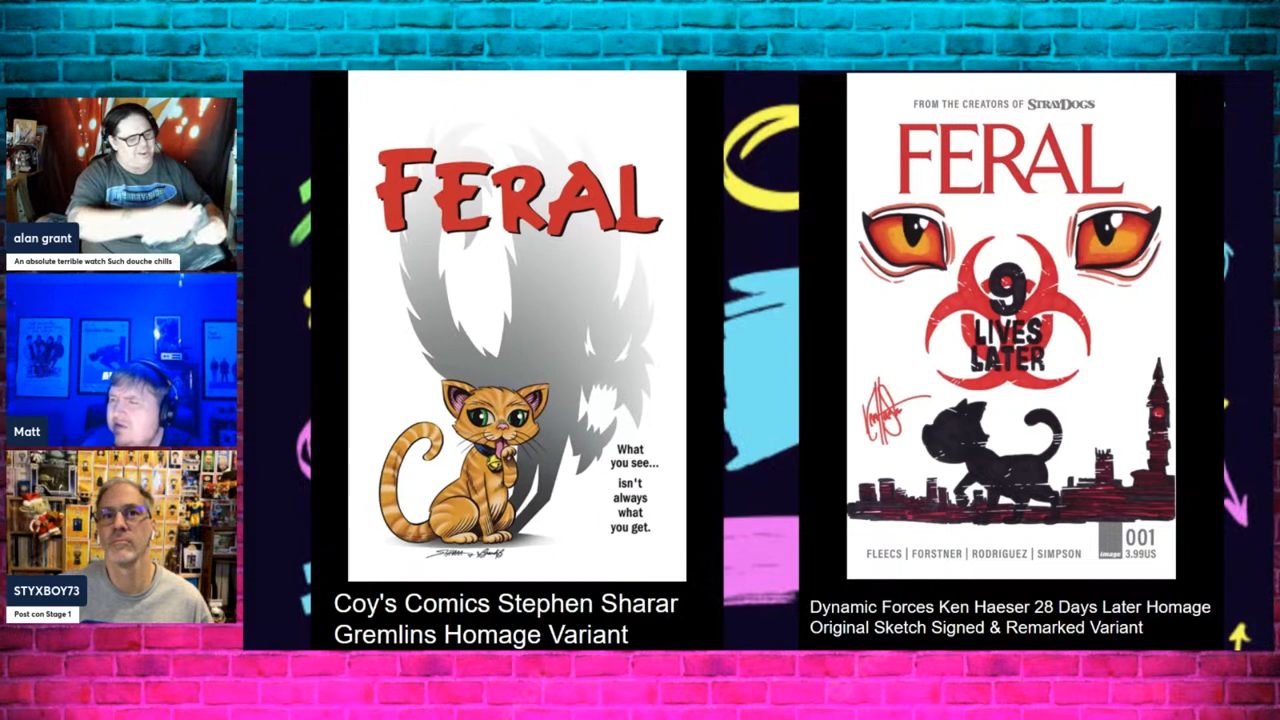 alan grant
An absolute terrible watch Such douche chills
Matt
STYXBOY73
Post con Stage 1
FERAL
What
you see...
isn't
always
what
you get.
Coy's Comics Stephen Sharar
Gremlins Homage Variant
FROM THE CREATORS OF STRAY DOGS
FERAL
9
LIVES
LATER
FLEECS | FORSTNER | RODRIGUEZ | SIMPSON
image
001
3.99US
Dynamic Forces Ken Haeser 28 Days Later Homage
Original Sketch Signed & Remarked Variant